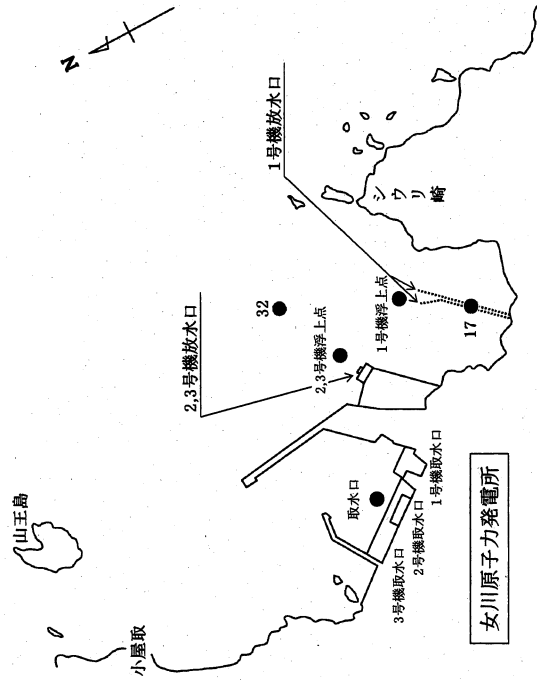 N
1号機放水口
シウリ崎
2,3号機放水口
32
2,3号機浮上点
1号機浮上点
17
山王島
取水口
1号機取水口
2号機取水口
3号機取水口
小屋取
女川原子力発電所